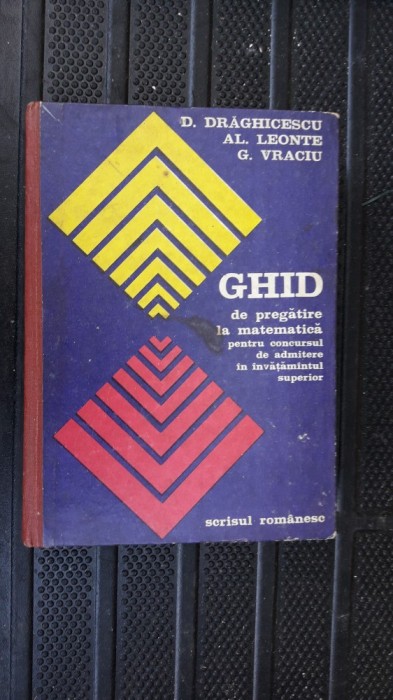 D. DRĂGHICESCU
AL. LEONTE
G. VRACIU
GHID
de pregătire
la matematică
pentru concursul
de admitere
în învățămîntul
superior
scrisul românesc